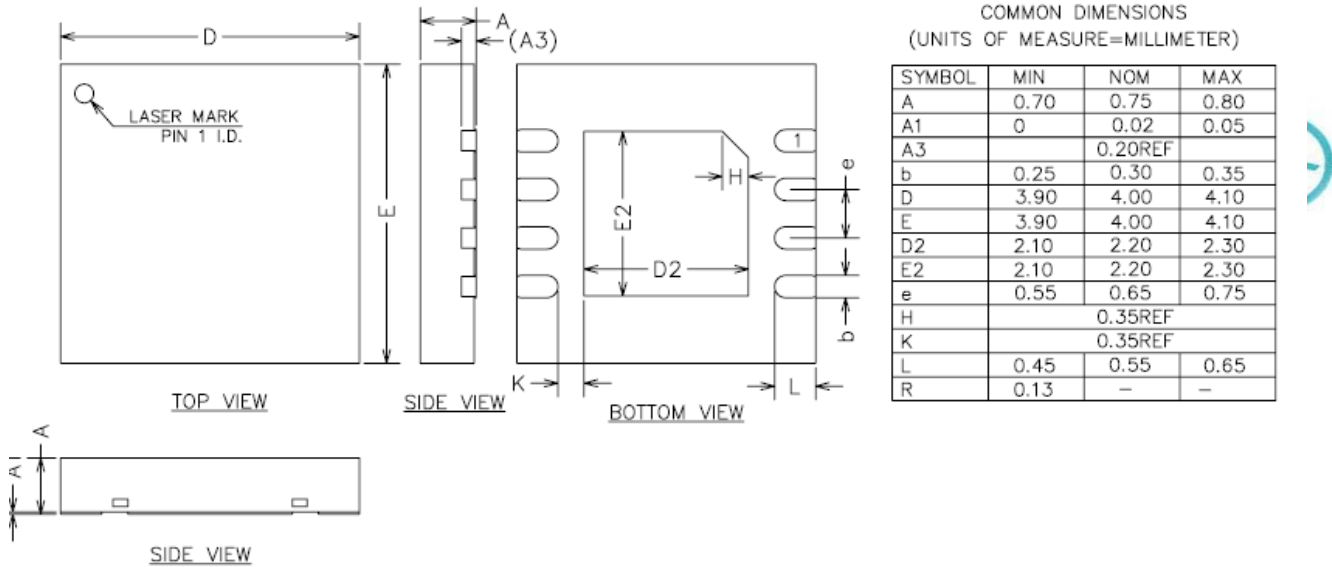 D
A
(A3)
LASER MARK
PIN 1 I.D.
E
TOP VIEW
SIDE VIEW
1
e
H
E2
D2
b
K
L
BOTTOM VIEW
A
A1
SIDE VIEW
COMMON DIMENSIONS
(UNITS OF MEASURE=MILLIMETER)
SYMBOL MIN NOM MAX
A 0.70 0.75 0.80
A1 0 0.02 0.05
A3 0.20REF
b 0.25 0.30 0.35
D 3.90 4.00 4.10
E 3.90 4.00 4.10
D2 2.10 2.20 2.30
E2 2.10 2.20 2.30
e 0.55 0.65 0.75
H 0.35REF
K 0.35REF
L 0.45 0.55 0.65
R 0.13 – –